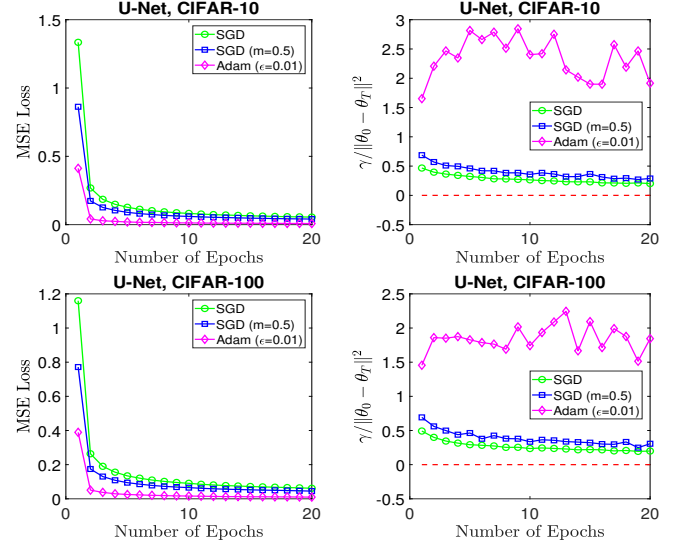 U-Net, CIFAR-10
MSE Loss
1.5
1
0.5
0
0
10
20
Number of Epochs
SGD
SGD (m=0.5)
Adam (ϵ=0.01)
U-Net, CIFAR-10
γ/‖θ₀ − θ_T‖²
3
2.5
2
1.5
1
0.5
0
-0.5
0
10
20
Number of Epochs
SGD
SGD (m=0.5)
Adam (ϵ=0.01)
U-Net, CIFAR-100
MSE Loss
1.2
1
0.8
0.6
0.4
0.2
0
0
10
20
Number of Epochs
SGD
SGD (m=0.5)
Adam (ϵ=0.01)
U-Net, CIFAR-100
γ/‖θ₀ − θ_T‖²
2.5
2
1.5
1
0.5
0
-0.5
0
10
20
Number of Epochs
SGD
SGD (m=0.5)
Adam (ϵ=0.01)